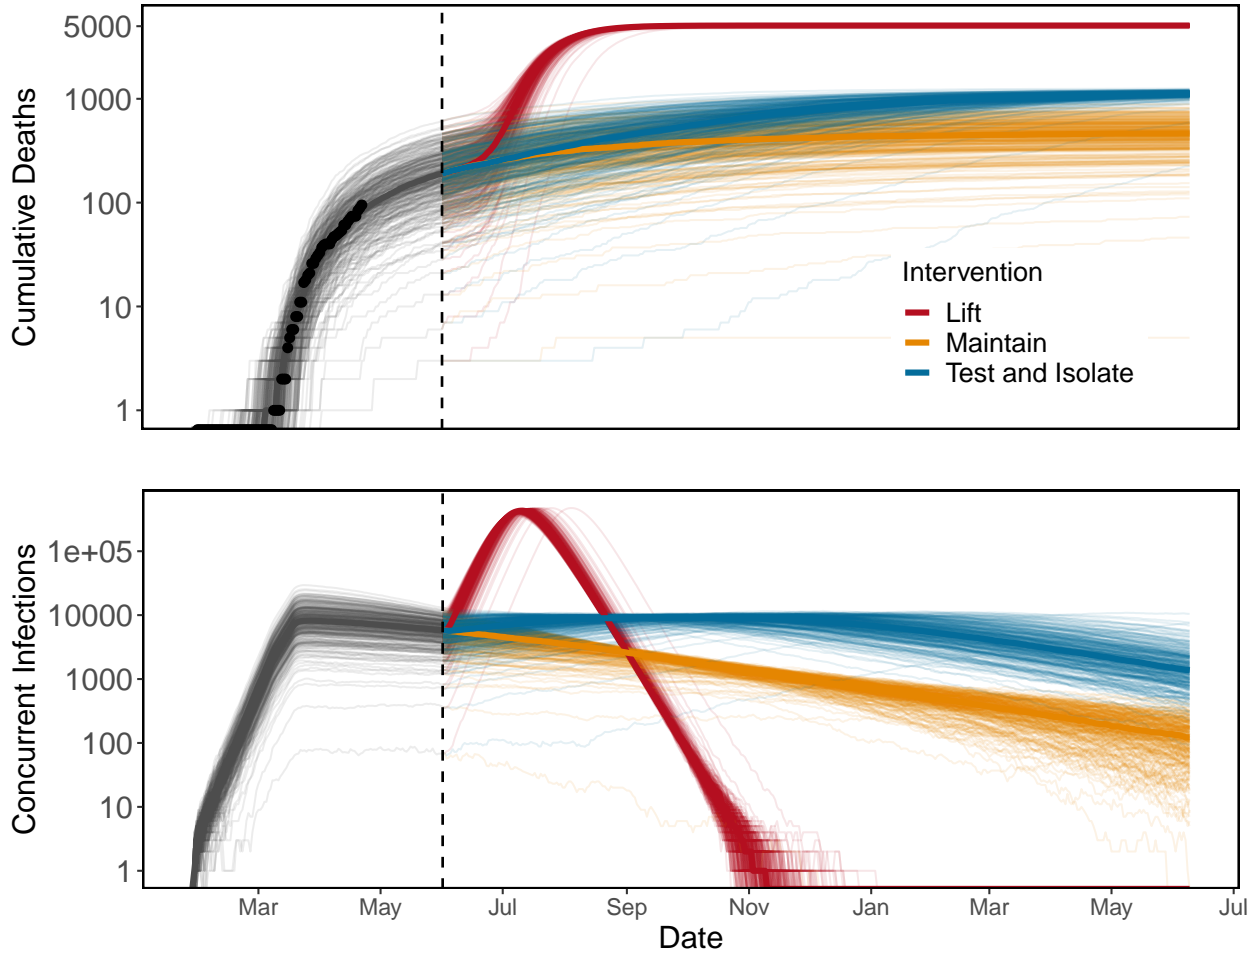 Cumulative Deaths
5000
1000
100
10
1
Intervention
Lift
Maintain
Test and Isolate
Concurrent Infections
1e+05
10000
1000
100
10
1
Mar
May
Jul
Sep
Nov
Jan
Mar
May
Jul
Date